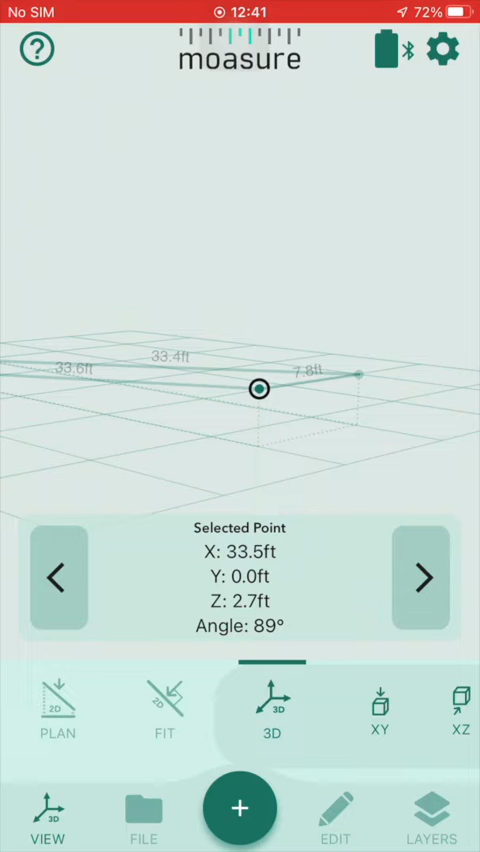 No SIM 12:41 72%
moasure
33.4ft
33.6ft
7.8ft
Selected Point
X: 33.5ft
Y: 0.0ft
Z: 2.7ft
Angle: 89°
2D 2D 3D
PLAN FIT 3D XY XZ
3D
VIEW FILE EDIT LAYERS